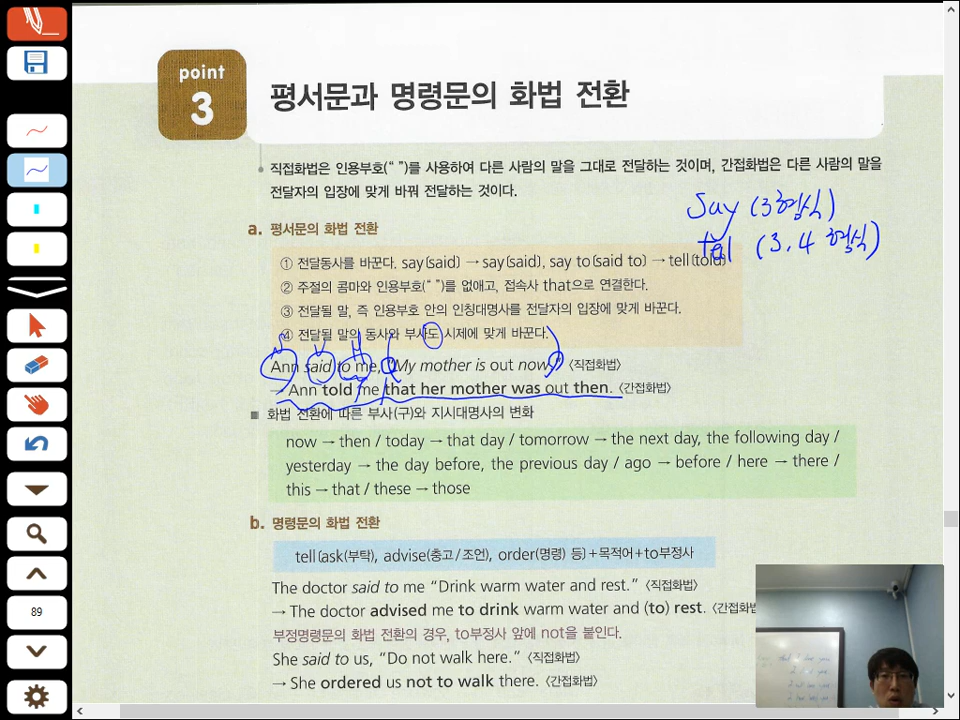 point
3
평서문과 명령문의 화법 전환
직접화법은 인용부호(“ ”)를 사용하여 다른 사람의 말을 그대로 전달하는 것이며, 간접화법은 다른 사람의 말을
전달자의 입장에 맞게 바꿔 전달하는 것이다.
say (3형식)
tell (3.4 형식)
a. 평서문의 화법 전환
① 전달동사를 바꾼다. say(said) → say(said), say to(said to) → tell(told)
② 주절의 콤마와 인용부호(“ ”)를 없애고, 접속사 that으로 연결한다.
③ 전달될 말, 즉 인용부호 안의 인칭대명사를 전달자의 입장에 맞게 바꾼다.
④ 전달될 말의 동사와 부사도 시제에 맞게 바꾼다.
Ann said to me, “My mother is out now.” 〈직접화법〉
→ Ann told me that her mother was out then. 〈간접화법〉
■ 화법 전환에 따른 부사(구)와 지시대명사의 변화
now → then / today → that day / tomorrow → the next day, the following day /
yesterday → the day before, the previous day / ago → before / here → there /
this → that / these → those
b. 명령문의 화법 전환
tell(ask(부탁), advise(충고/조언), order(명령) 등)+목적어+to부정사
The doctor said to me “Drink warm water and rest.” 〈직접화법〉
→ The doctor advised me to drink warm water and (to) rest. 〈간접화법
부정명령문의 화법 전환의 경우, to부정사 앞에 not을 붙인다.
She said to us, “Do not walk here.” 〈직접화법〉
→ She ordered us not to walk there. 〈간접화법〉
89